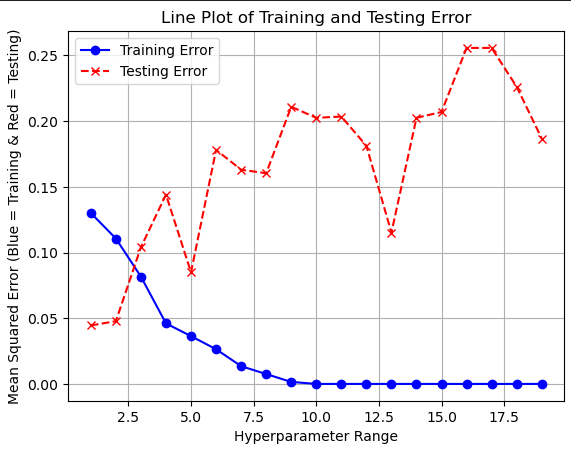 Line Plot of Training and Testing Error
Training Error
Testing Error
Mean Squared Error (Blue = Training & Red = Testing)
0.25
0.20
0.15
0.10
0.05
0.00
2.5 5.0 7.5 10.0 12.5 15.0 17.5
Hyperparameter Range